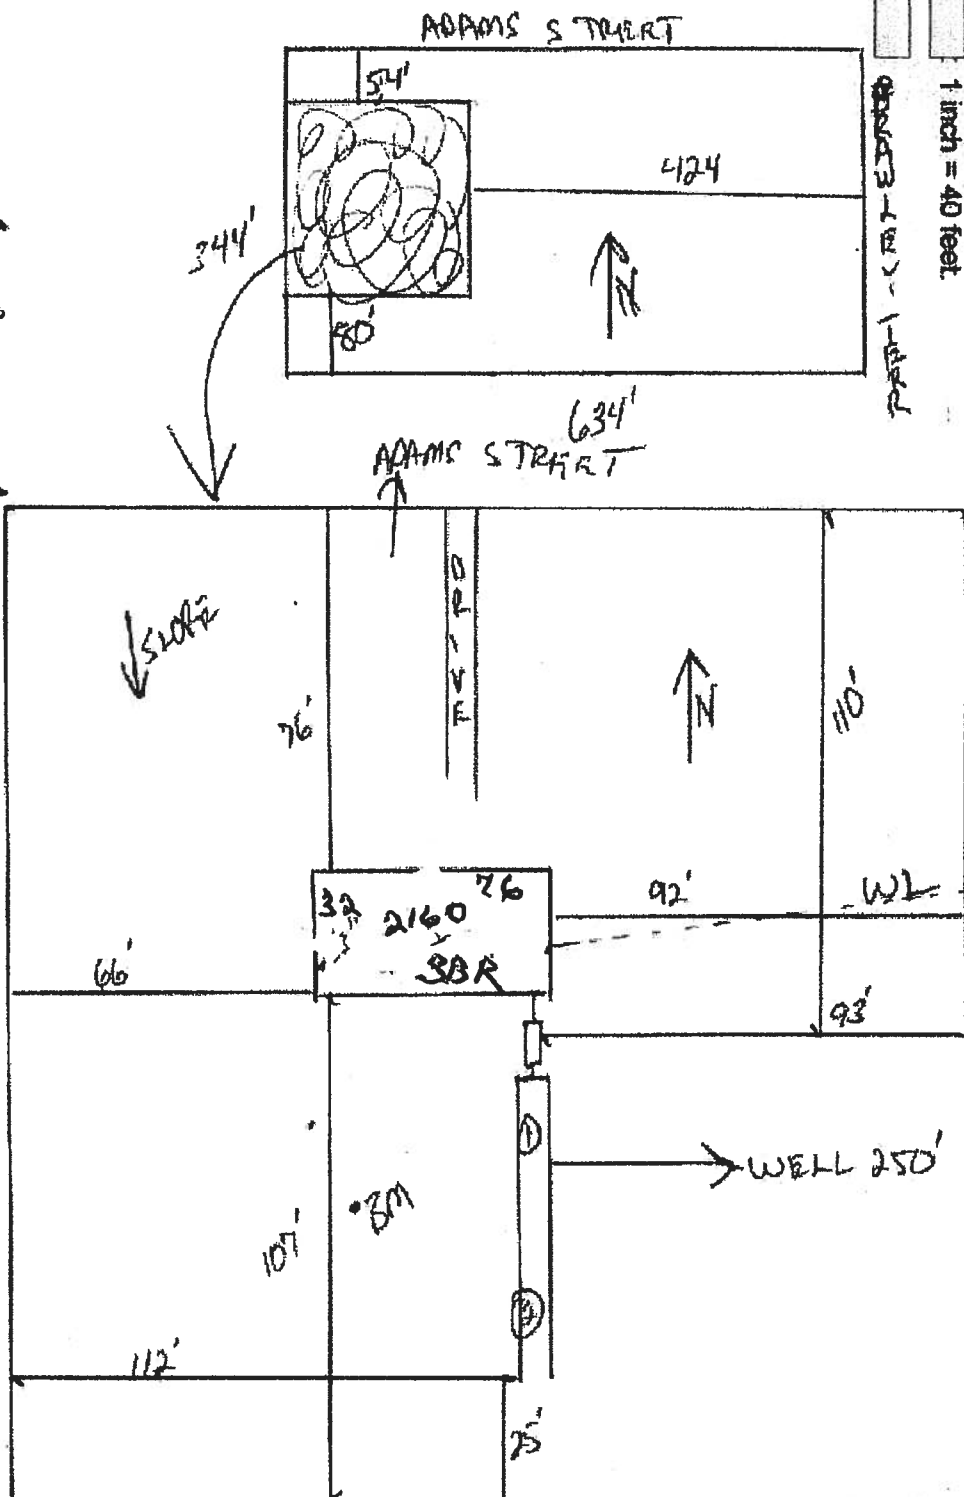 ADAMS STREET
1 inch = 40 feet.
54'
424
344'
N
80'
634'
ADAMS STREET
DRIVE
SLOPE
76'
N
110'
32
76
2160
3BR
92'
WL
66'
93'
1
WELL 250'
BM
107'
2
112'
25'